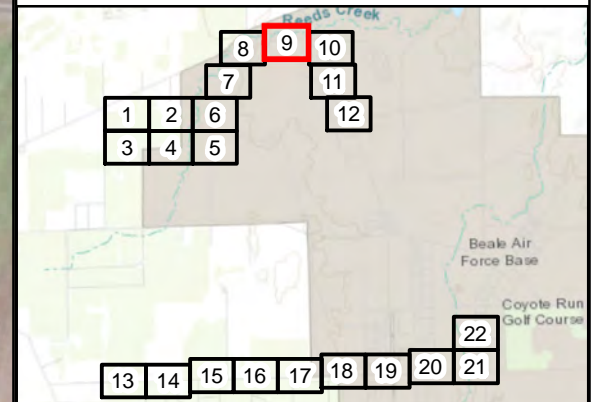 Reeds Creek
8 9 10
7 11
1 2 6 12
3 4 5
Beale Air
Force Base
Coyote Run
Golf Course
22
13 14 15 16 17 18 19 20 21